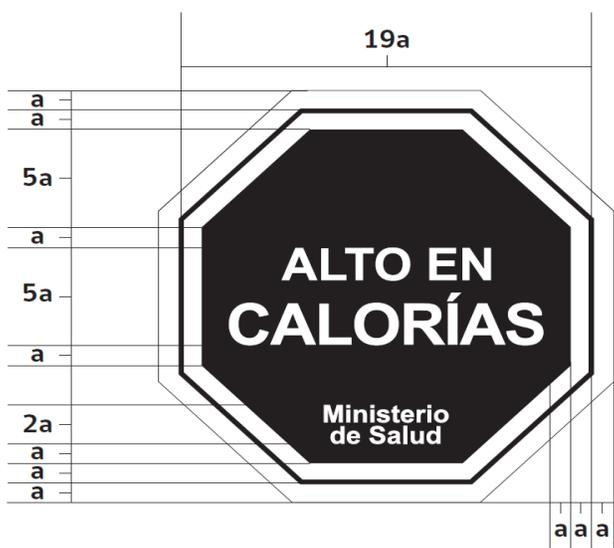 19a
a
a
5a
a
5a
a
2a
a
a
a
ALTO EN
CALORÍAS
Ministerio
de Salud
a a a